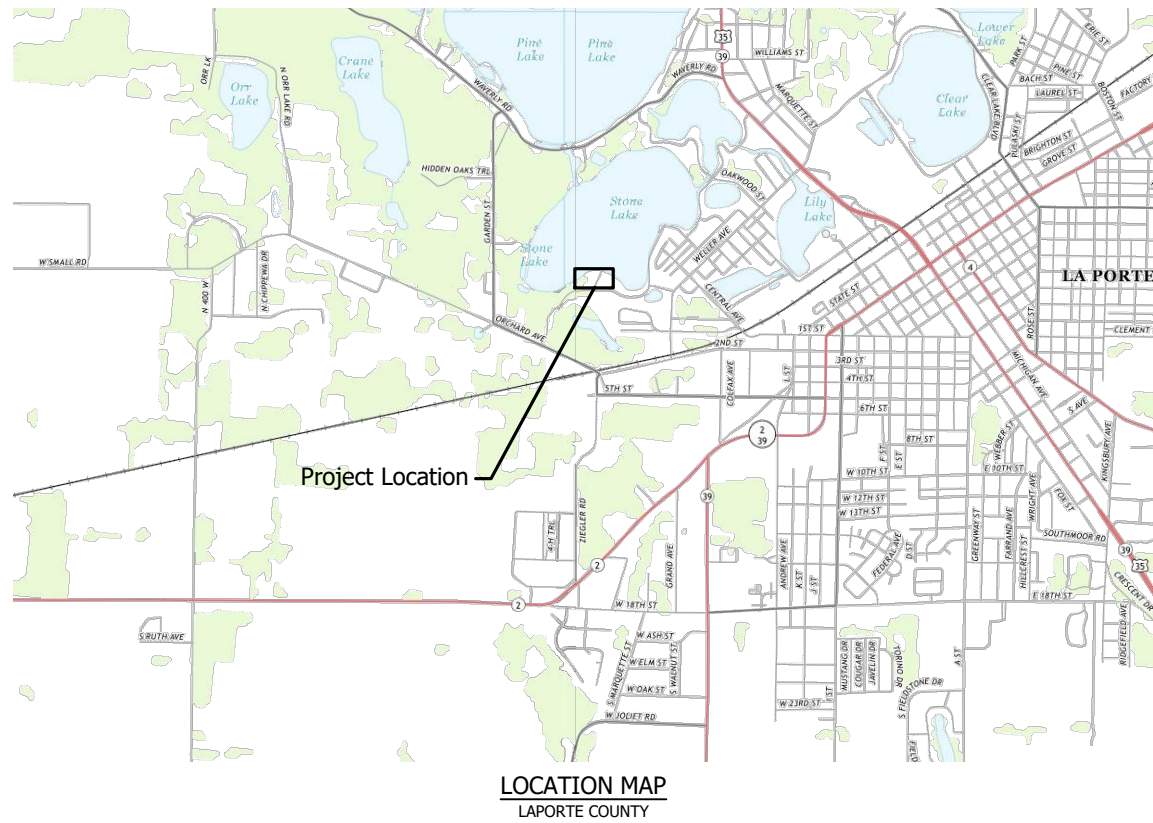 Pine
Lake
Pine
Lake
Lower
Lake
Crane
Lake
Orr
Lake
Clear
Lake
Stone
Lake
Stone
Lake
Lily
Lake
35
39
WILLIAMS ST
WAVERLY RD
WAVERLY RD
MARQUETTE ST
PARK ST
ERIE ST
PINE ST
BACH ST
LAUREL ST
BOSTON ST
FACTORY
CLEAR LAKE BLVD
PULASKI ST
BRIGHTON ST
GROVE ST
ORR LK
N ORR LAKE RD
HIDDEN OAKS TRL
GARDEN ST
OAKWOOD ST
WELLER AVE
CENTRAL AVE
STATE ST
4
LA PORTE
W SMALL RD
N CHIPPEWA DR
N 400 W
ORCHARD AVE
1ST ST
2ND ST
ROSE ST
CLEMENT
3RD ST
4TH ST
5TH ST
6TH ST
COLFAX AVE
L ST
MICHIGAN AVE
S AVE
KINGSBURY AVE
2
39
8TH ST
F ST
E ST
WEBBER ST
E 10TH ST
W 10TH ST
W 12TH ST
W 13TH ST
Project Location
39
FOX ST
WRIGHT AVE
SOUTHMOOR RD
ZIEGLER RD
4-H TRL
2
GRAND AVE
ANDREW AVE
K ST
J ST
FEDERAL AVE
D ST
GREENWAY ST
FARRAND AVE
HILLCREST ST
39
35
CRESCENT DR
2
W 18TH ST
E 18TH ST
S RUTH AVE
W ASH ST
W ELM ST
W OAK ST
S WALNUT ST
S MARQUETTE ST
W JOLIET RD
MUSTANG DR
COUGAR DR
JAVELIN DR
TORINO DR
A ST
RIDGEFIELD AVE
S FIELDSTONE DR
W 23RD ST
I ST
FIELD
LOCATION MAP
LAPORTE COUNTY